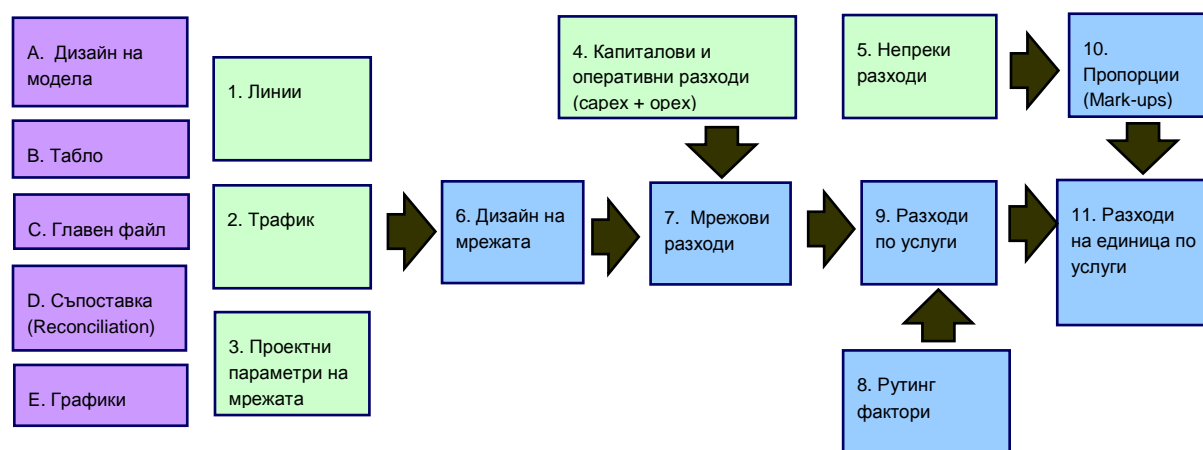 A. Дизайн на
модела
B. Табло
C. Главен файл
D. Съпоставка
(Reconciliation)
E. Графики
1. Линии
2. Трафик
3. Проектни
параметри на
мрежата
4. Капиталови и
оперативни разходи
(capex + opex)
5. Непреки
разходи
10.
Пропорции
(Mark-ups)
6. Дизайн на
мрежата
7. Мрежови
разходи
9. Разходи
по услуги
11. Разходи
на единица по
услуги
8. Рутинг
фактори